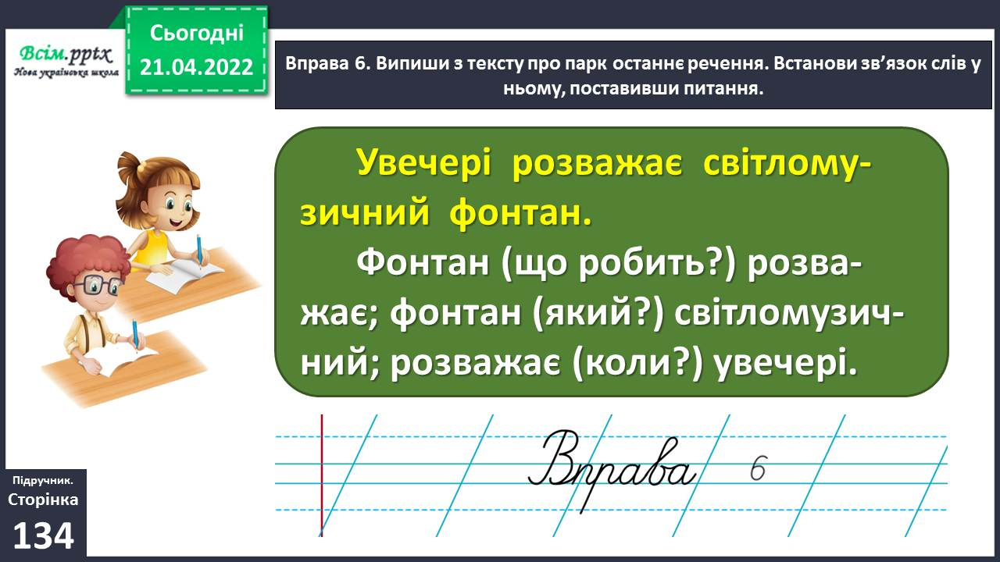 Всім.pptx
Нова українська школа
Сьогодні
21.04.2022
Вправа 6. Випиши з тексту про парк останнє речення. Встанови зв’язок слів у
ньому, поставивши питання.
Увечері розважає світлому-
зичний фонтан.
Фонтан (що робить?) розва-
жає; фонтан (який?) світломузич-
ний; розважає (коли?) увечері.
Вправа 6
Підручник.
Сторінка
134